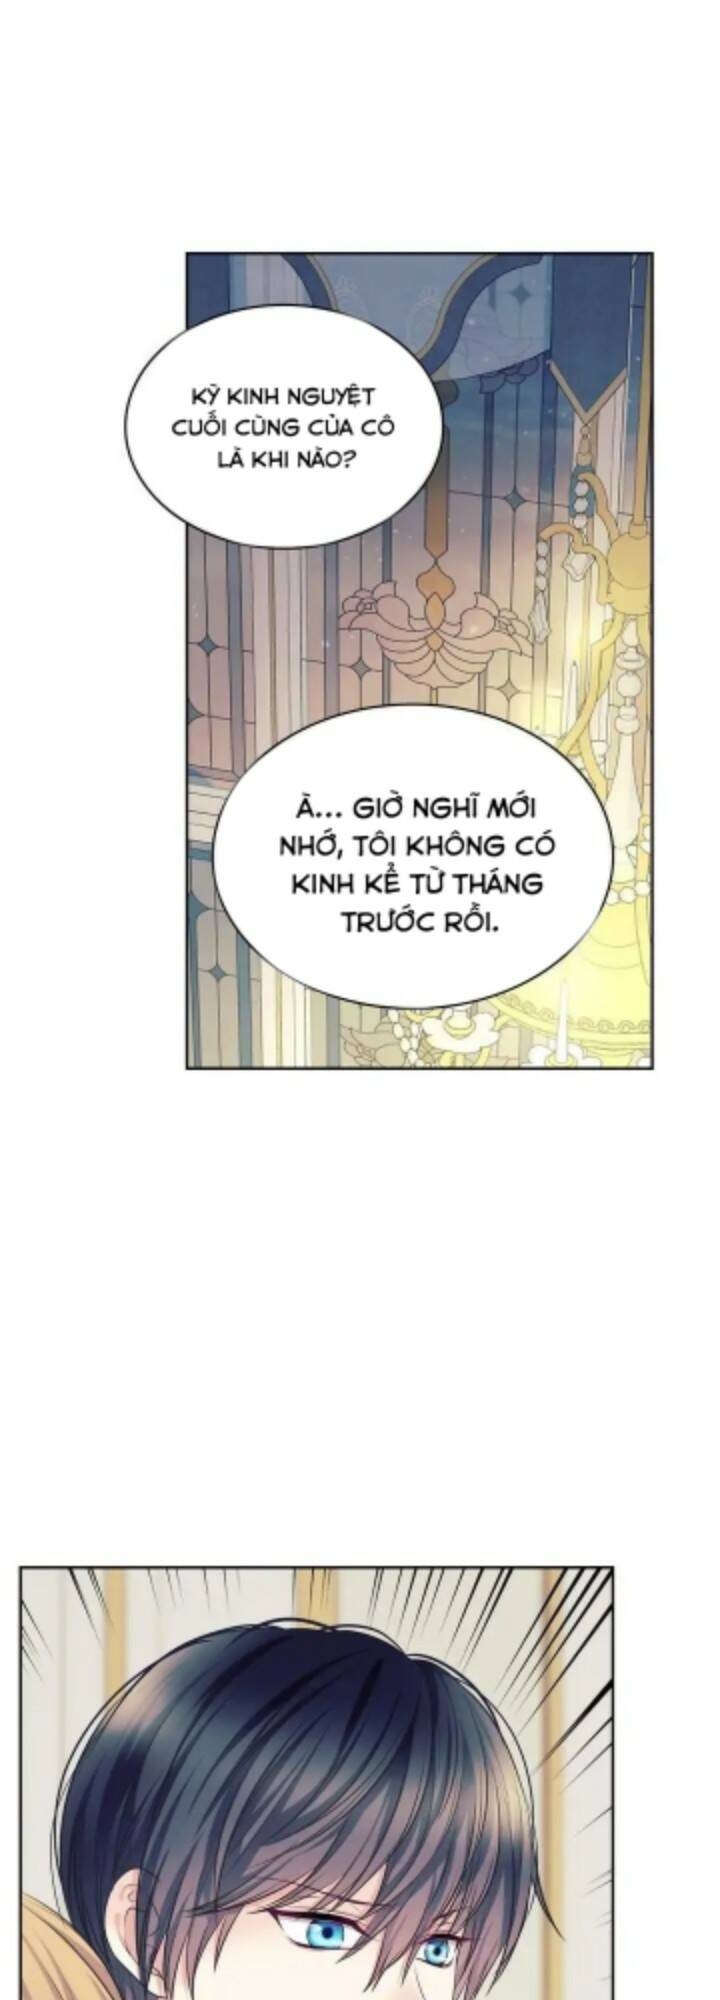 KỲ KINH NGUYỆT
CUỐI CÙNG CỦA CÔ
LÀ KHI NÀO?
À... GIỜ NGHĨ MỚI
NHỚ, TÔI KHÔNG CÓ
KINH KỂ TỪ THÁNG
TRƯỚC RỒI.